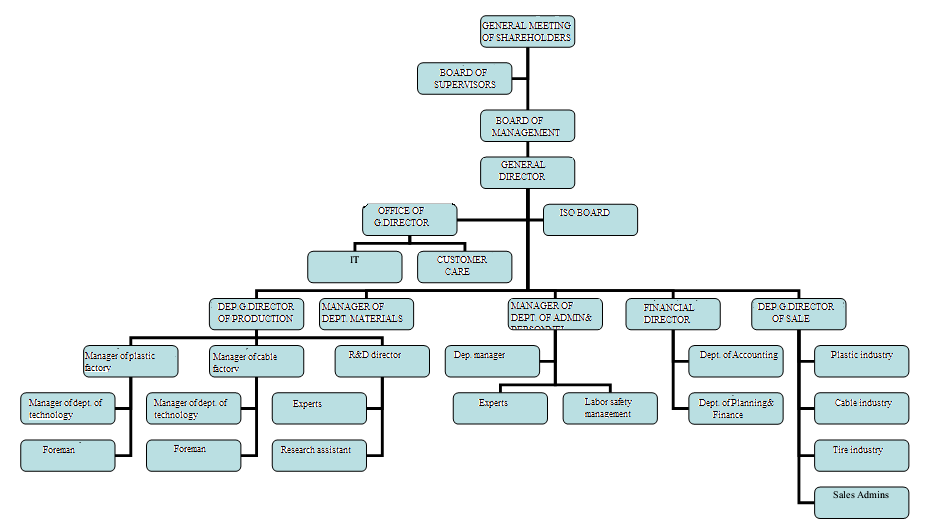 GENERAL MEETING
OF SHAREHOLDERS
BOARD OF
SUPERVISORS
BOARD OF
MANAGEMENT
GENERAL
DIRECTOR
OFFICE OF
G.DIRECTOR
ISO BOARD
IT
CUSTOMER
CARE
DEP G.DIRECTOR
OF PRODUCTION
MANAGER OF
DEPT. MATERIALS
MANAGER OF
DEPT. OF ADMIN&
PERSONNEL
FINANCIAL
DIRECTOR
DEP G.DIRECTOR
OF SALE
Manager of plastic
factory
Manager of cable
factory
R&D director
Dep. manager
Dept. of Accounting
Plastic industry
Manager of dept. of
technology
Manager of dept. of
technology
Experts
Experts
Labor safety
management
Dept. of Planning&
Finance
Cable industry
Foreman
Foreman
Research assistant
Tire industry
Sales Admins